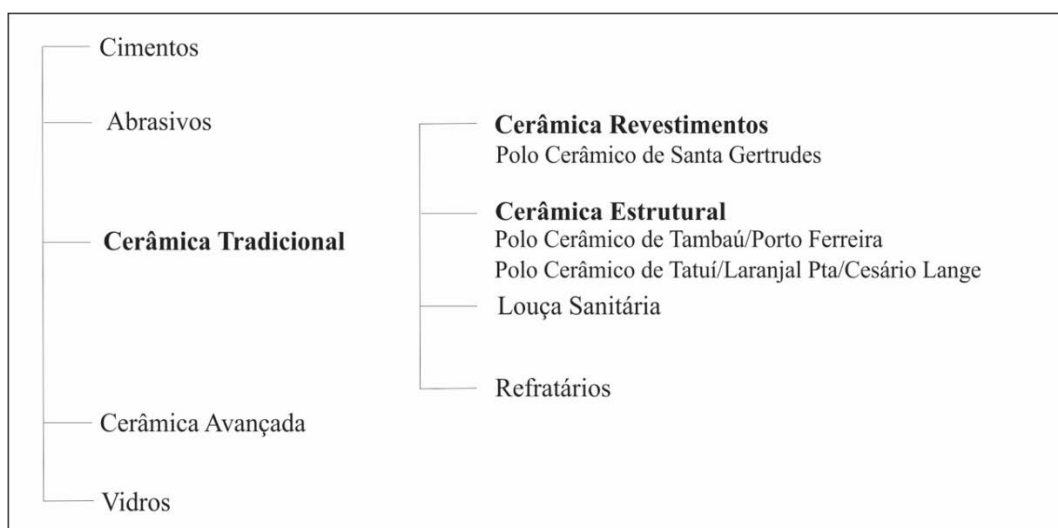 Cimentos
Abrasivos
Cerâmica Tradicional
Cerâmica Avançada
Vidros
Cerâmica Revestimentos
Polo Cerâmico de Santa Gertrudes
Cerâmica Estrutural
Polo Cerâmico de Tambaú/Porto Ferreira
Polo Cerâmico de Tatuí/Laranjal Pta/Cesário Lange
Louça Sanitária
Refratários